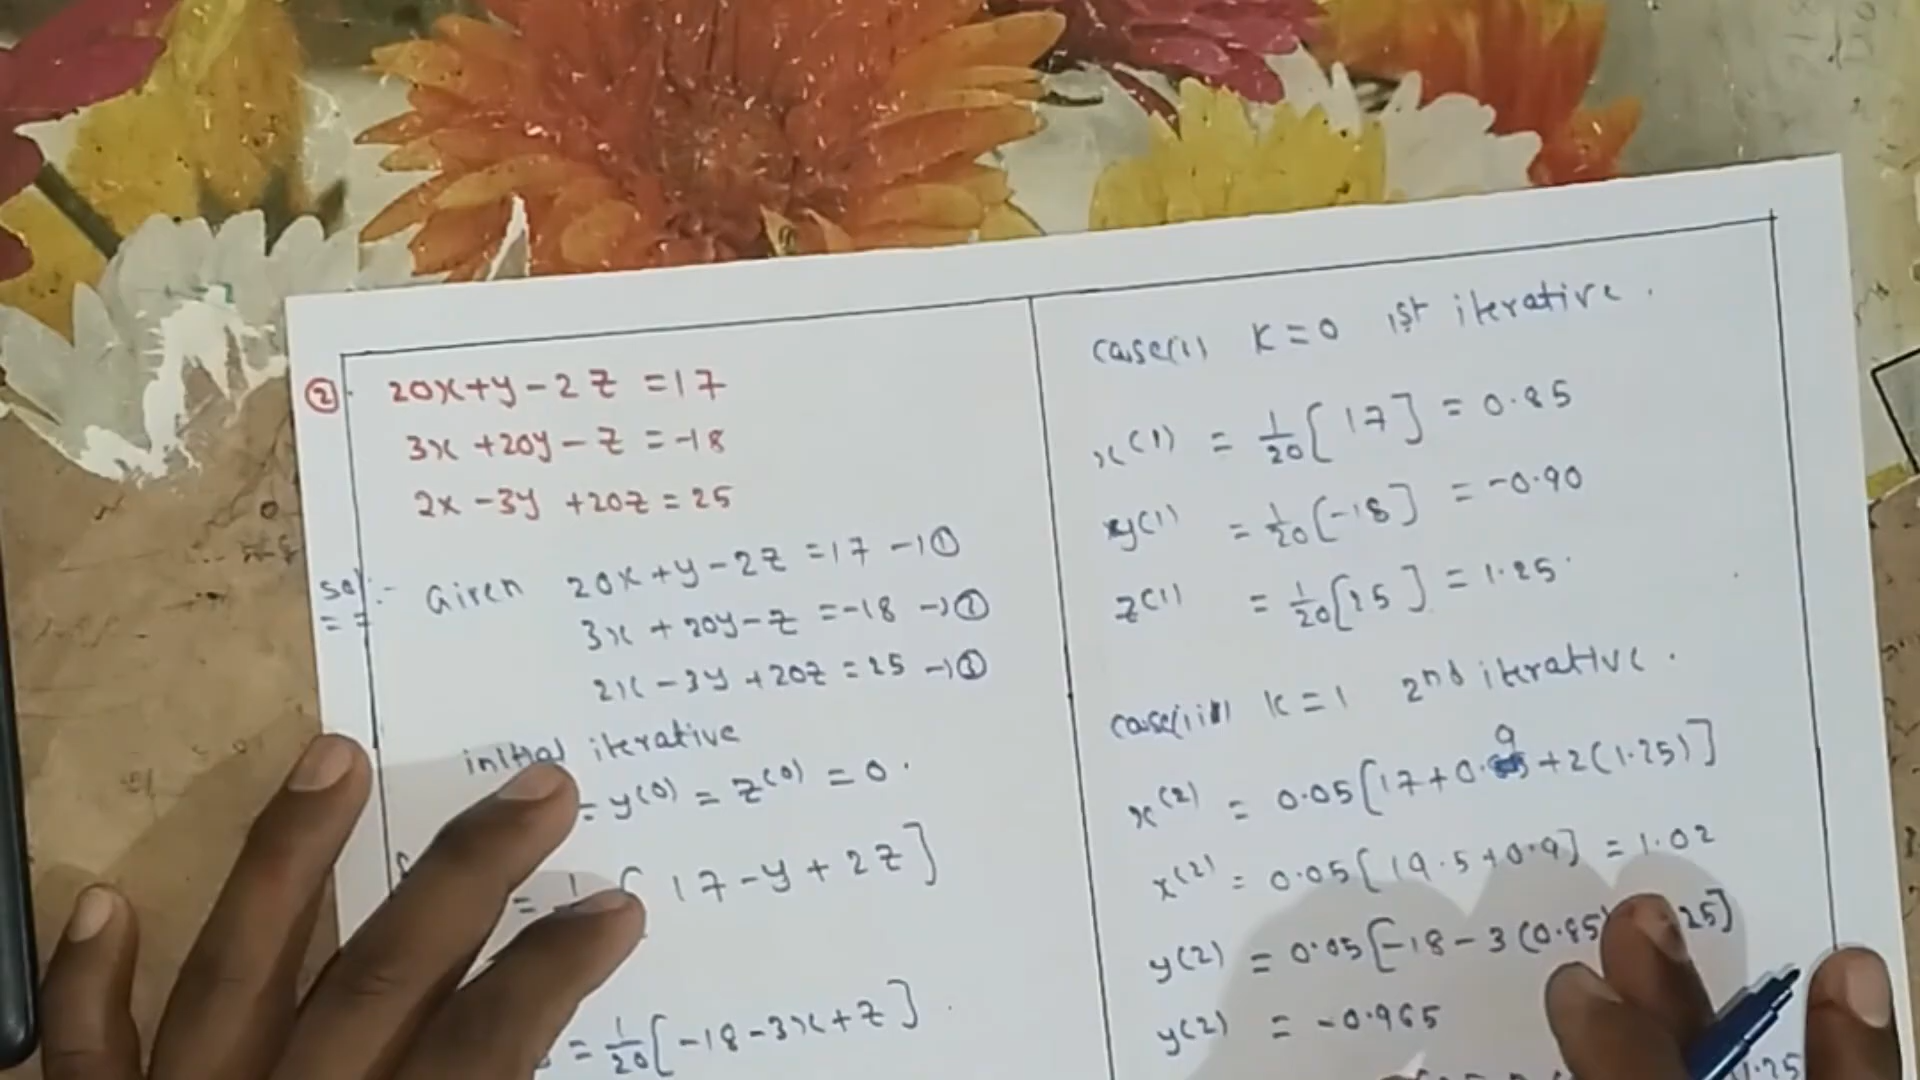 ② 20x+y-2z =17
3x +20y-z =-18
2x -3y +20z =25
Sol:- Given 20x+y-2z =17 -1①
3x + 20y-z =-18 →②
2x -3y +20z =25 →③
initial iterative
= y(0) = z(0) = 0.
= 1 [ 17 -y + 2z]
= 1/20 [-18 -3x+z].
case(i) K=0 1st iterative.
x(1) = 1/20 [17] = 0.85
y(1) = 1/20 [-18] = -0.90
z(1) = 1/20 [25] = 1.25
case(ii) K=1 2nd iterative.
x(2) = 0.05[17+0.9+2(1.25)]
x(2) = 0.05[19.5+0.9] = 1.02
y(2) = 0.05[-18-3(0.85) 25]
y(2) = -0.965
1.25